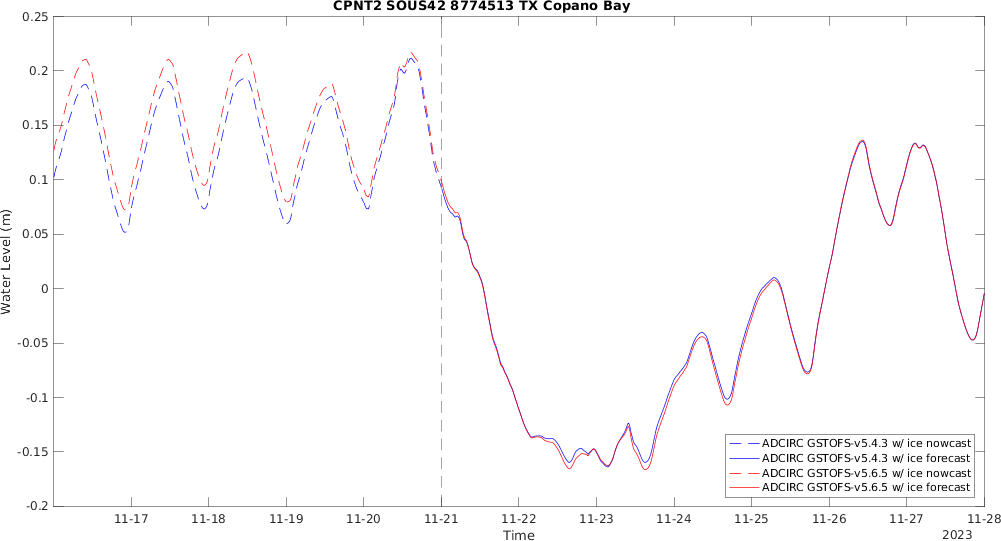 CPNT2 SOUS42 8774513 TX Copano Bay
0.25
0.2
0.15
0.1
0.05
0
-0.05
-0.1
-0.15
-0.2
Water Level (m)
ADCIRC GSTOFS-v5.4.3 w/ ice nowcast
ADCIRC GSTOFS-v5.4.3 w/ ice forecast
ADCIRC GSTOFS-v5.6.5 w/ ice nowcast
ADCIRC GSTOFS-v5.6.5 w/ ice forecast
11-17 11-18 11-19 11-20 11-21 11-22 11-23 11-24 11-25 11-26 11-27 11-28
Time
2023